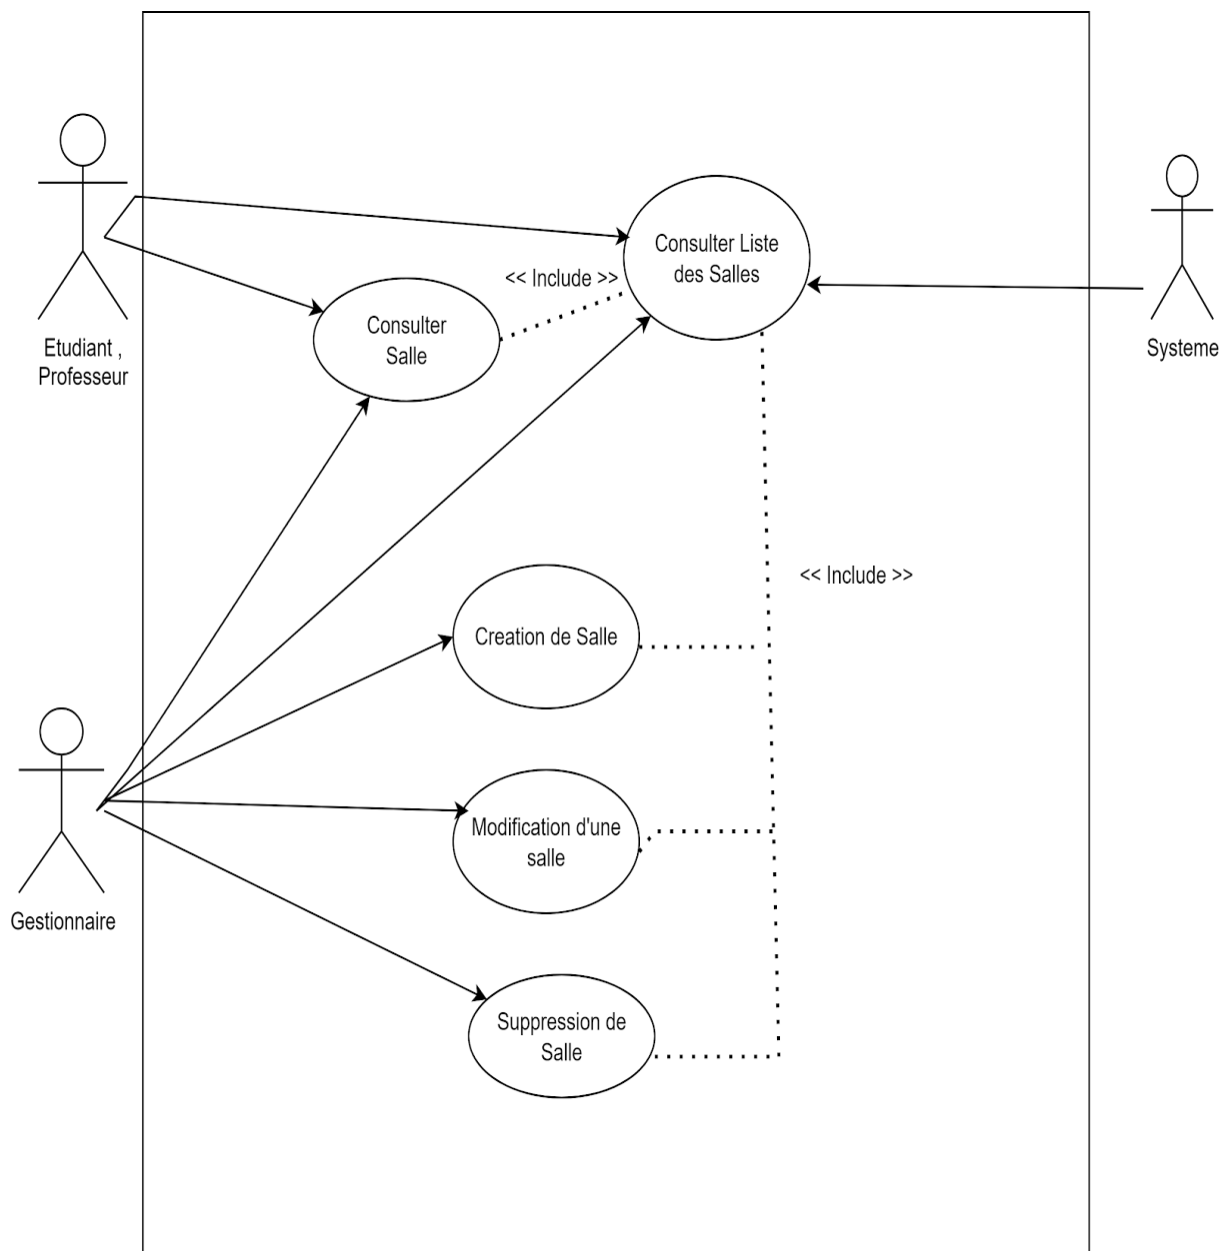 Consulter Liste
des Salles
<< Include >>
Consulter
Salle
Etudiant ,
Professeur
Systeme
<< Include >>
Creation de Salle
Modification d'une
salle
Gestionnaire
Suppression de
Salle